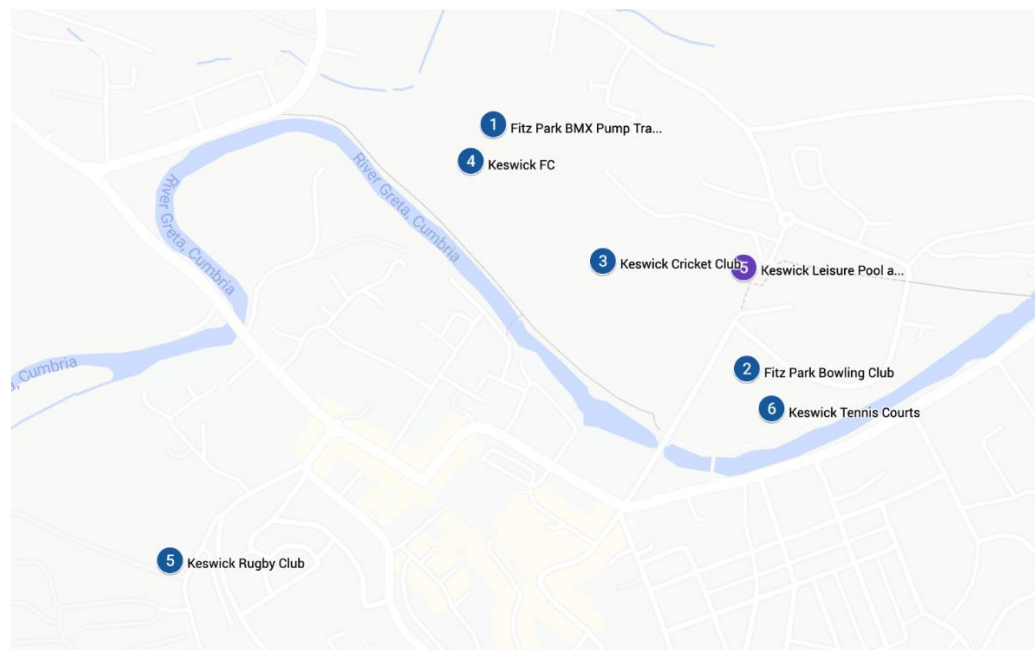 1 Fitz Park BMX Pump Tra...
4 Keswick FC
River Greta, Cumbria
River Greta, Cumbria
3 Keswick Cricket Club
5 Keswick Leisure Pool a...
, Cumbria
2 Fitz Park Bowling Club
6 Keswick Tennis Courts
5 Keswick Rugby Club